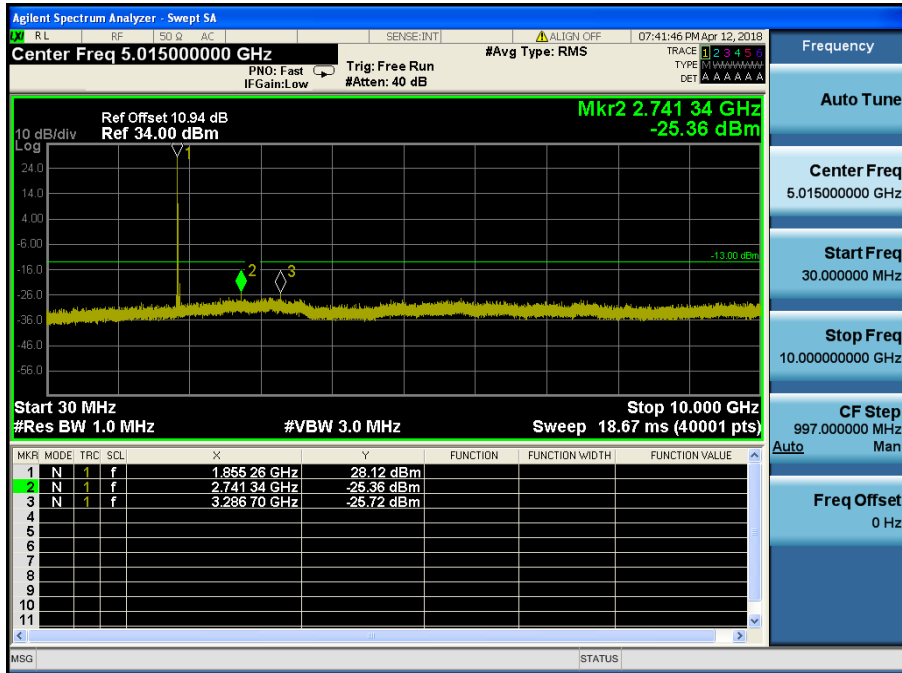 Agilent Spectrum Analyzer - Swept SA
LXI RL RF 50 Ω AC SENSE:INT ALIGN OFF 07:41:46 PM Apr 12, 2018
Center Freq 5.015000000 GHz
#Avg Type: RMS
TRACE 1 2 3 4 5 6
PNO: Fast Trig: Free Run
TYPE M WWWWW
IFGain:Low #Atten: 40 dB
DET A A A A A A
Mkr2 2.741 34 GHz
-25.36 dBm
Ref Offset 10.94 dB
10 dB/div Ref 34.00 dBm
Log
1
24.0
14.0
4.00
-6.00
-13.00 dBm
-16.0
2 3
-26.0
-36.0
-46.0
-56.0
Start 30 MHz Stop 10.000 GHz
#Res BW 1.0 MHz #VBW 3.0 MHz Sweep 18.67 ms (40001 pts)
MKR MODE TRC SCL X Y FUNCTION FUNCTION WIDTH FUNCTION VALUE
1 N 1 f 1.855 26 GHz 28.12 dBm
2 N 1 f 2.741 34 GHz -25.36 dBm
3 N 1 f 3.286 70 GHz -25.72 dBm
4
5
6
7
8
9
10
11
MSG STATUS
Frequency
Auto Tune
Center Freq
5.015000000 GHz
Start Freq
30.000000 MHz
Stop Freq
10.000000000 GHz
CF Step
997.000000 MHz
Auto Man
Freq Offset
0 Hz